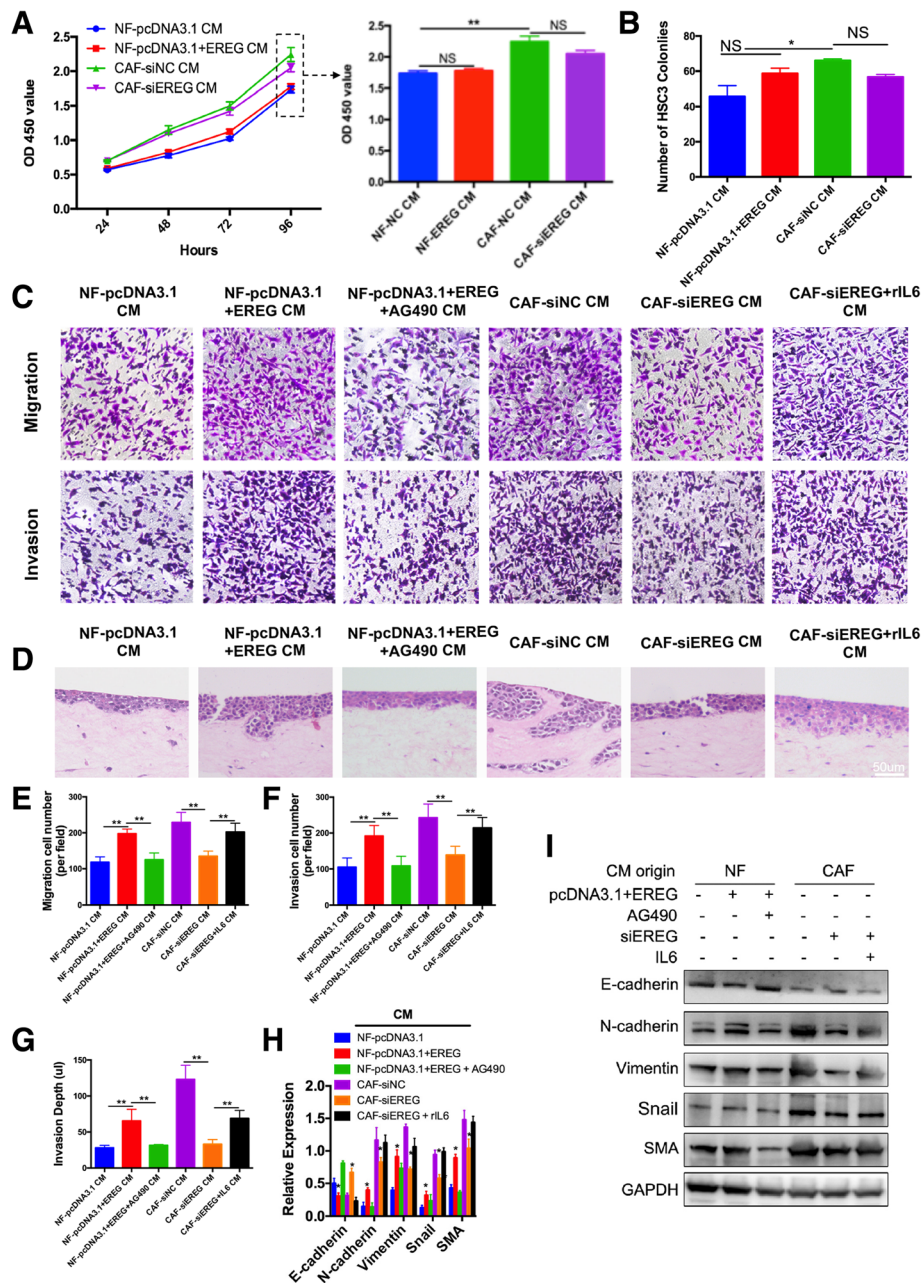 A
NF-pcDNA3.1 CM
NF-pcDNA3.1+EREG CM
CAF-siNC CM
CAF-siEREG CM
OD 450 value
2.5
2.0
1.5
1.0
0.5
24
48
72
96
Hours
OD 450 value
2.5
2.0
1.5
1.0
0.5
0.0
**
NS
NS
NF-NC CM
NF-EREG CM
CAF-NC CM
CAF-siEREG CM
B
Number of HSC3 Colonies
80
60
40
20
0
NS
*
NS
NF-pcDNA3.1 CM
NF-pcDNA3.1+EREG CM
CAF-siNC CM
CAF-siEREG CM
C
NF-pcDNA3.1
CM
NF-pcDNA3.1
+EREG CM
NF-pcDNA3.1+EREG
+AG490 CM
CAF-siNC CM
CAF-siEREG CM
CAF-siEREG+rIL6
CM
Migration
Invasion
D
NF-pcDNA3.1
CM
NF-pcDNA3.1
+EREG CM
NF-pcDNA3.1+EREG
+AG490 CM
CAF-siNC CM
CAF-siEREG CM
CAF-siEREG+rIL6
CM
50um
E
Migration cell number
(per field)
300
200
100
0
**
**
**
**
NF-pcDNA3.1 CM
NF-pcDNA3.1+EREG CM
NF-pcDNA3.1+EREG+AG490 CM
CAF-siNC CM
CAF-siEREG CM
CAF-siEREG+IL6 CM
F
Invasion cell number
(per field)
300
200
100
0
**
**
**
**
NF-pcDNA3.1 CM
NF-pcDNA3.1+EREG CM
NF-pcDNA3.1+EREG+AG490 CM
CAF-siNC CM
CAF-siEREG CM
CAF-siEREG+IL6 CM
G
Invasion Depth (ul)
150
100
50
0
**
**
**
**
NF-pcDNA3.1 CM
NF-pcDNA3.1+EREG CM
NF-pcDNA3.1+EREG+AG490 CM
CAF-siNC CM
CAF-siEREG CM
CAF-siEREG+IL6 CM
H
CM
NF-pcDNA3.1
NF-pcDNA3.1+EREG
NF-pcDNA3.1+EREG + AG490
CAF-siNC
CAF-siEREG
CAF-siEREG + rIL6
Relative Expression
2.0
1.5
1.0
0.5
0.0
* * * * * * * * * *
E-cadherin
N-cadherin
Vimentin
Snail
SMA
I
CM origin NF CAF
pcDNA3.1+EREG - + + - - -
AG490 - - + - - -
siEREG - - - - + +
IL6 - - - - - +
E-cadherin
N-cadherin
Vimentin
Snail
SMA
GAPDH